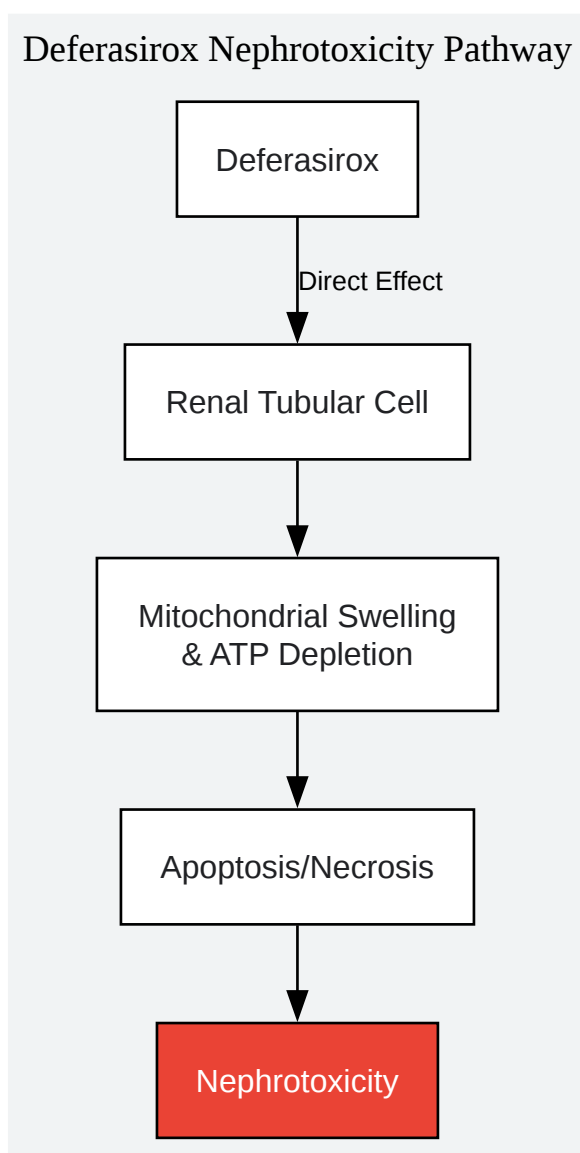 Deferasirox Nephrotoxicity Pathway
Deferasirox
Direct Effect
Renal Tubular Cell
Mitochondrial Swelling
& ATP Depletion
Apoptosis/Necrosis
Nephrotoxicity